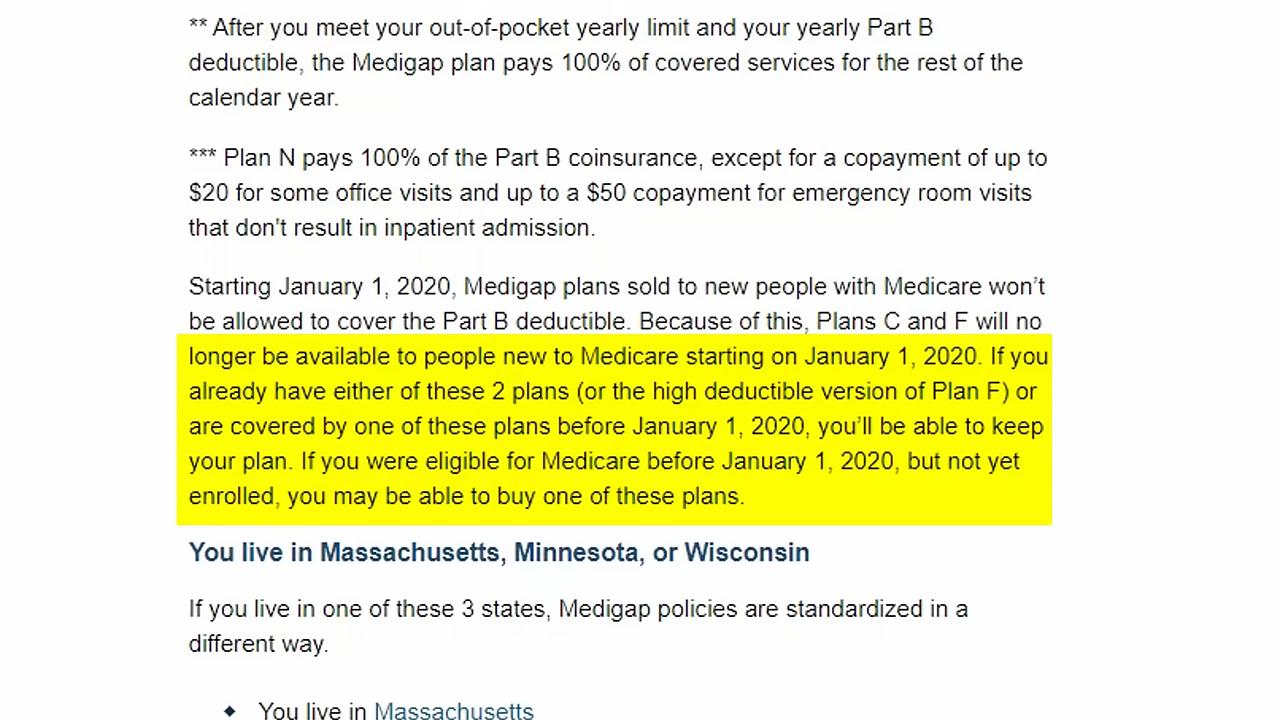 ** After you meet your out-of-pocket yearly limit and your yearly Part B
deductible, the Medigap plan pays 100% of covered services for the rest of the
calendar year.
*** Plan N pays 100% of the Part B coinsurance, except for a copayment of up to
$20 for some office visits and up to a $50 copayment for emergency room visits
that don't result in inpatient admission.
Starting January 1, 2020, Medigap plans sold to new people with Medicare won’t
be allowed to cover the Part B deductible. Because of this, Plans C and F will no
longer be available to people new to Medicare starting on January 1, 2020. If you
already have either of these 2 plans (or the high deductible version of Plan F) or
are covered by one of these plans before January 1, 2020, you’ll be able to keep
your plan. If you were eligible for Medicare before January 1, 2020, but not yet
enrolled, you may be able to buy one of these plans.
You live in Massachusetts, Minnesota, or Wisconsin
If you live in one of these 3 states, Medigap policies are standardized in a
different way.
◆ You live in Massachusetts